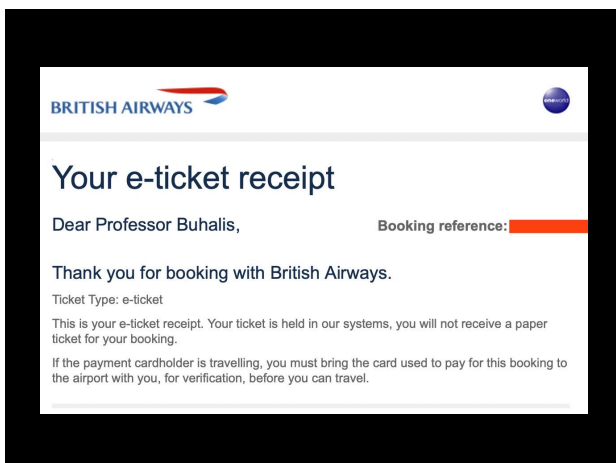 BRITISH AIRWAYS
oneworld
Your e-ticket receipt
Dear Professor Buhalis,
Booking reference:
Thank you for booking with British Airways.
Ticket Type: e-ticket
This is your e-ticket receipt. Your ticket is held in our systems, you will not receive a paper
ticket for your booking.
If the payment cardholder is travelling, you must bring the card used to pay for this booking to
the airport with you, for verification, before you can travel.